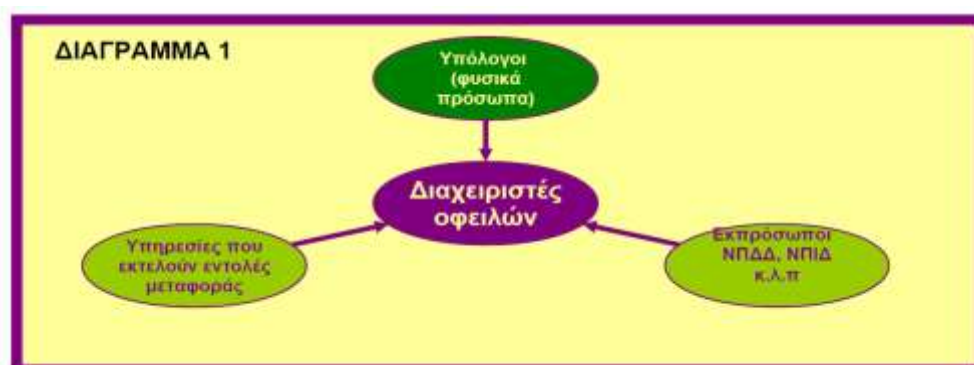 ΔΙΑΓΡΑΜΜΑ 1
Υπόλογοι
(φυσικά
πρόσωπα)
Διαχειριστές
οφειλών
Υπηρεσίες που
εκτελούν εντολές
μεταφοράς
Εκπρόσωποι
ΝΠΔΔ, ΝΠΙΔ
κ.λ.π